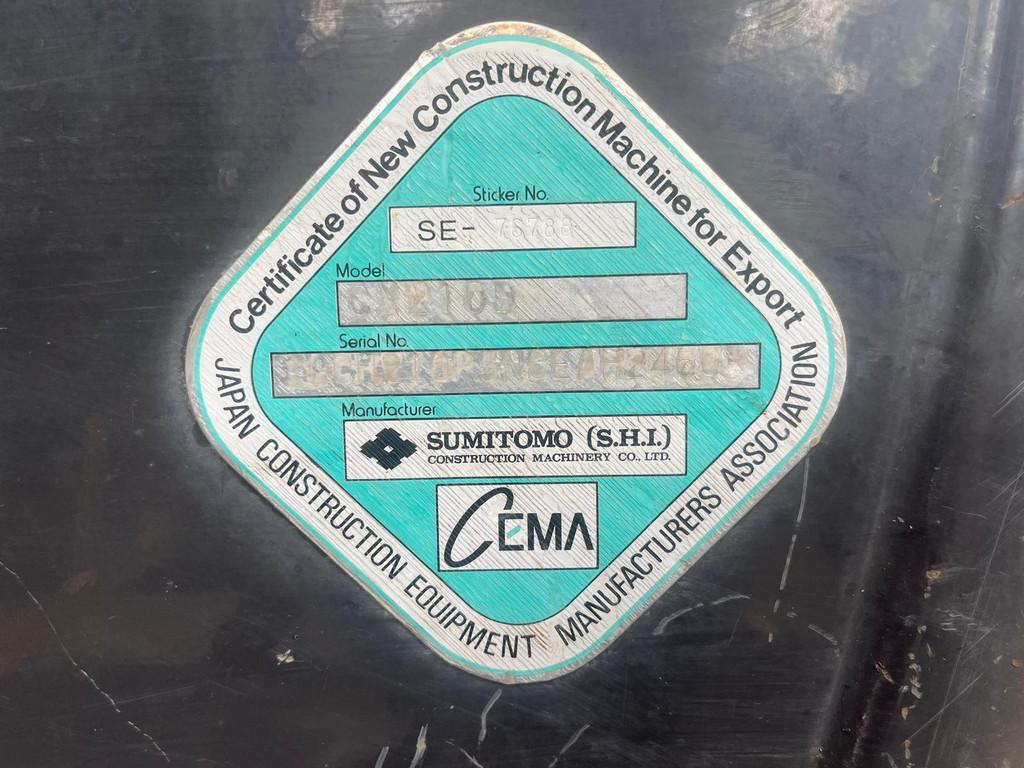 Certificate of New Construction Machine for Export
Sticker No.
SE-
Model
Serial No.
Manufacturer
SUMITOMO (S.H.I.)
CONSTRUCTION MACHINERY CO., LTD.
CEMA
JAPAN CONSTRUCTION EQUIPMENT MANUFACTURERS ASSOCIATION